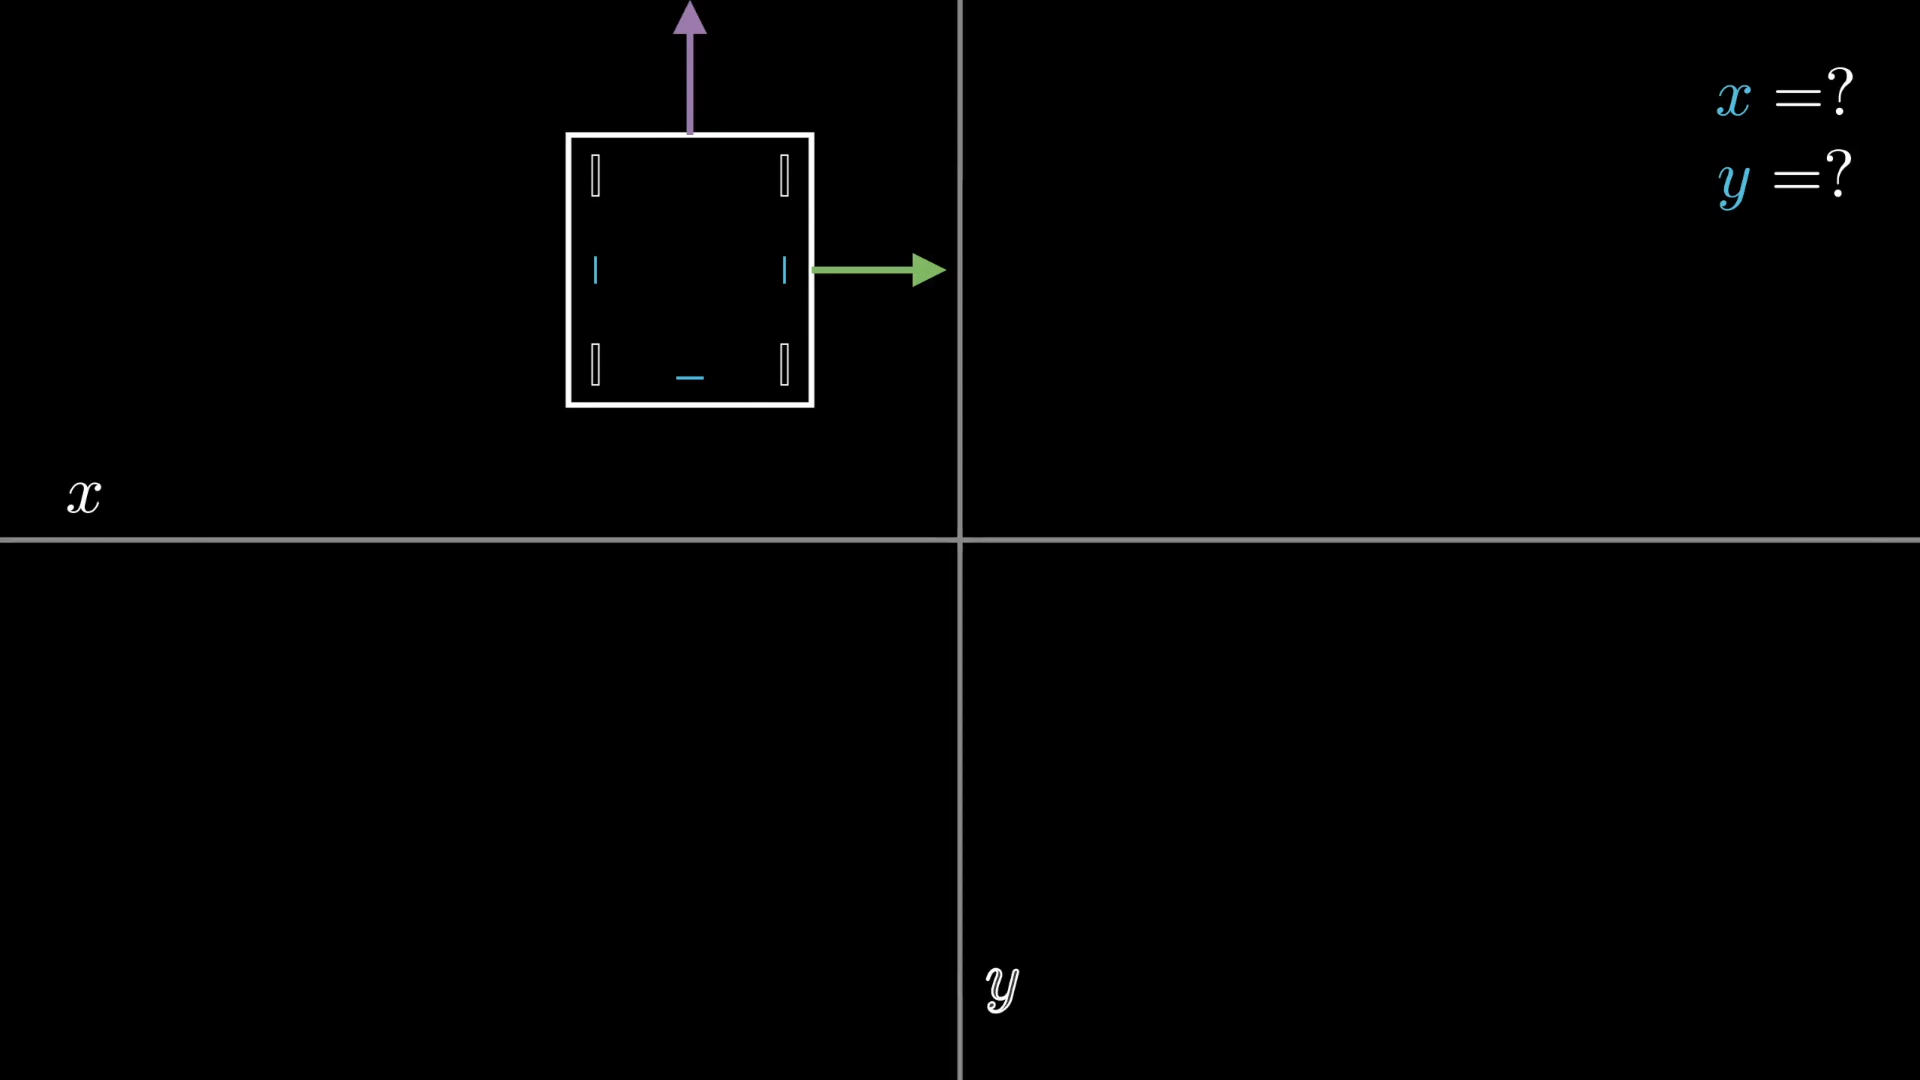 x =?
y =?
x
y